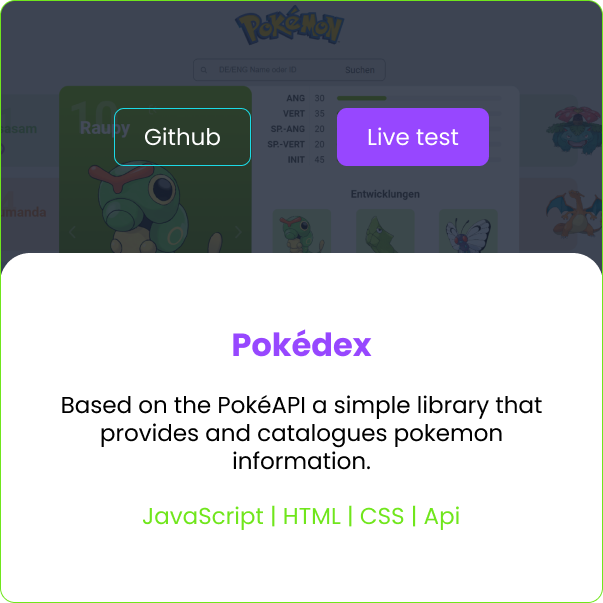 POKÉMON
DE/ENG Name oder ID Suchen
ANG 30
VERT 35
SP.-ANG 20
SP.-VERT 20
INIT 45
10
Raupy
Github
Live test
Entwicklungen
Pokédex
Based on the PokéAPI a simple library that
provides and catalogues pokemon
information.
JavaScript | HTML | CSS | Api